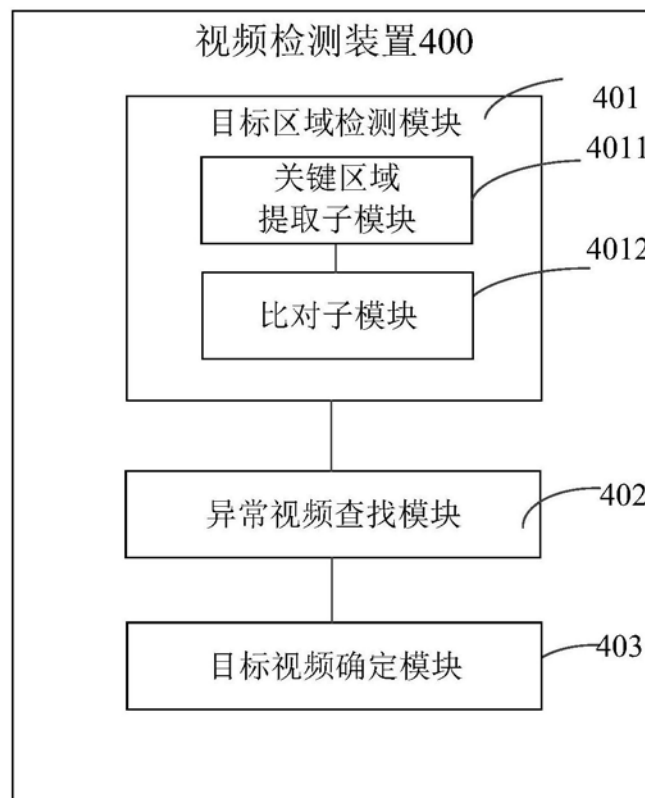 视频检测装置400
401
目标区域检测模块
4011
关键区域
提取子模块
4012
比对子模块
402
异常视频查找模块
403
目标视频确定模块